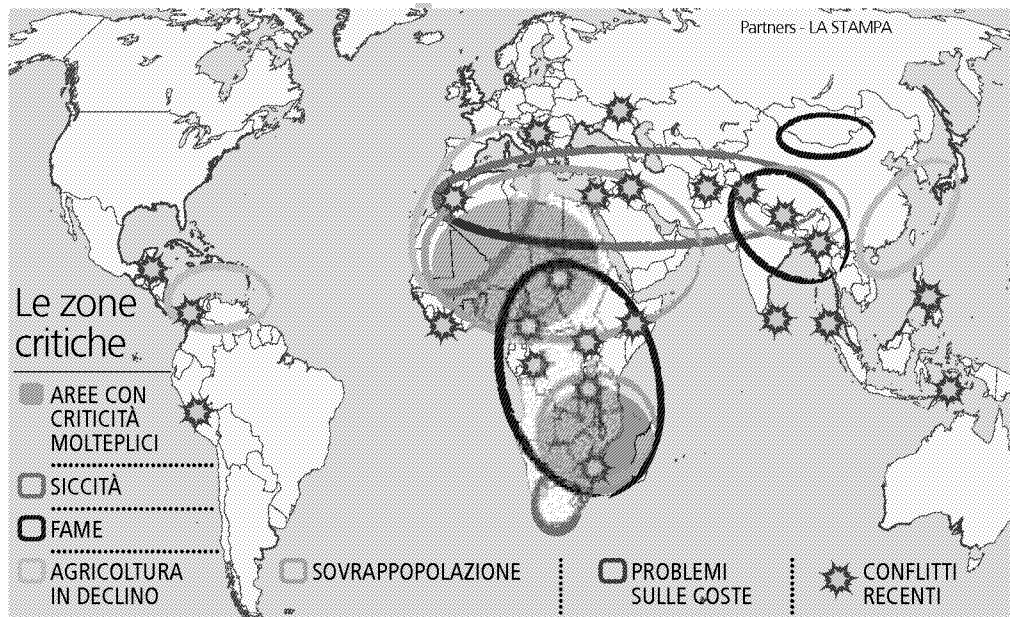 Partners - LA STAMPA
Le zone
critiche
AREE CON
CRITICITÀ
MOLTEPLICI
SICCITÀ
FAME
AGRICOLTURA
IN DECLINO
SOVRAPPOPOLAZIONE
PROBLEMI
SULLE COSTE
CONFLITTI
RECENTI